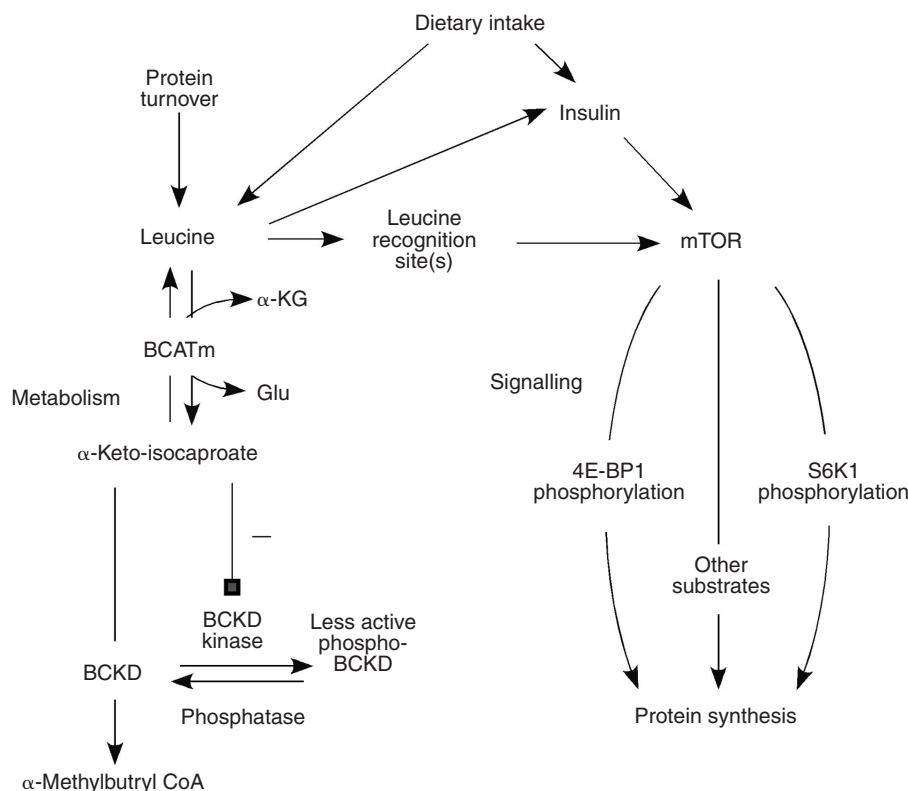 Dietary intake
Protein
turnover
Insulin
Leucine
Leucine
recognition
site(s)
mTOR
α-KG
BCATm
Metabolism
Glu
Signalling
α-Keto-isocaproate
4E-BP1
phosphorylation
S6K1
phosphorylation
–
Other
substrates
BCKD
kinase
Less active
phospho-
BCKD
BCKD
Phosphatase
Protein synthesis
α-Methylbutryl CoA